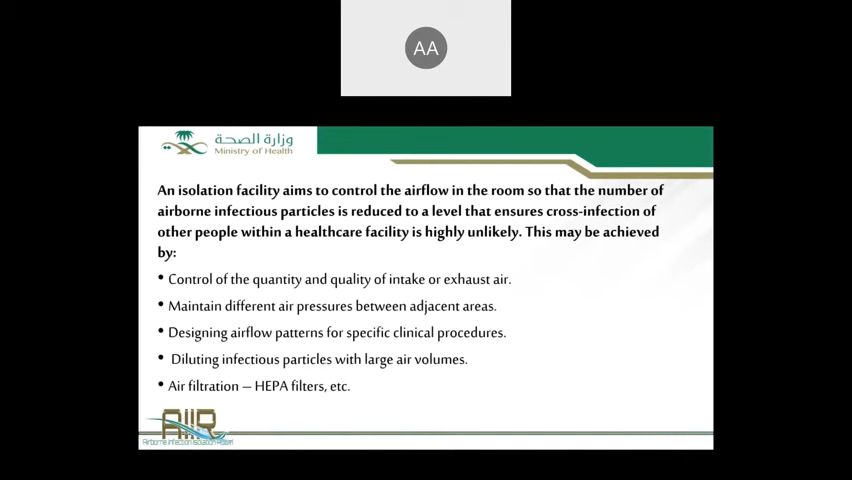 AA
وزارة الصحة
Ministry of Health
An isolation facility aims to control the airflow in the room so that the number of
airborne infectious particles is reduced to a level that ensures cross-infection of
other people within a healthcare facility is highly unlikely. This may be achieved
by:
• Control of the quantity and quality of intake or exhaust air.
• Maintain different air pressures between adjacent areas.
• Designing airflow patterns for specific clinical procedures.
• Diluting infectious particles with large air volumes.
• Air filtration – HEPA filters, etc.
AIIR
Airborne Infection Isolation Room